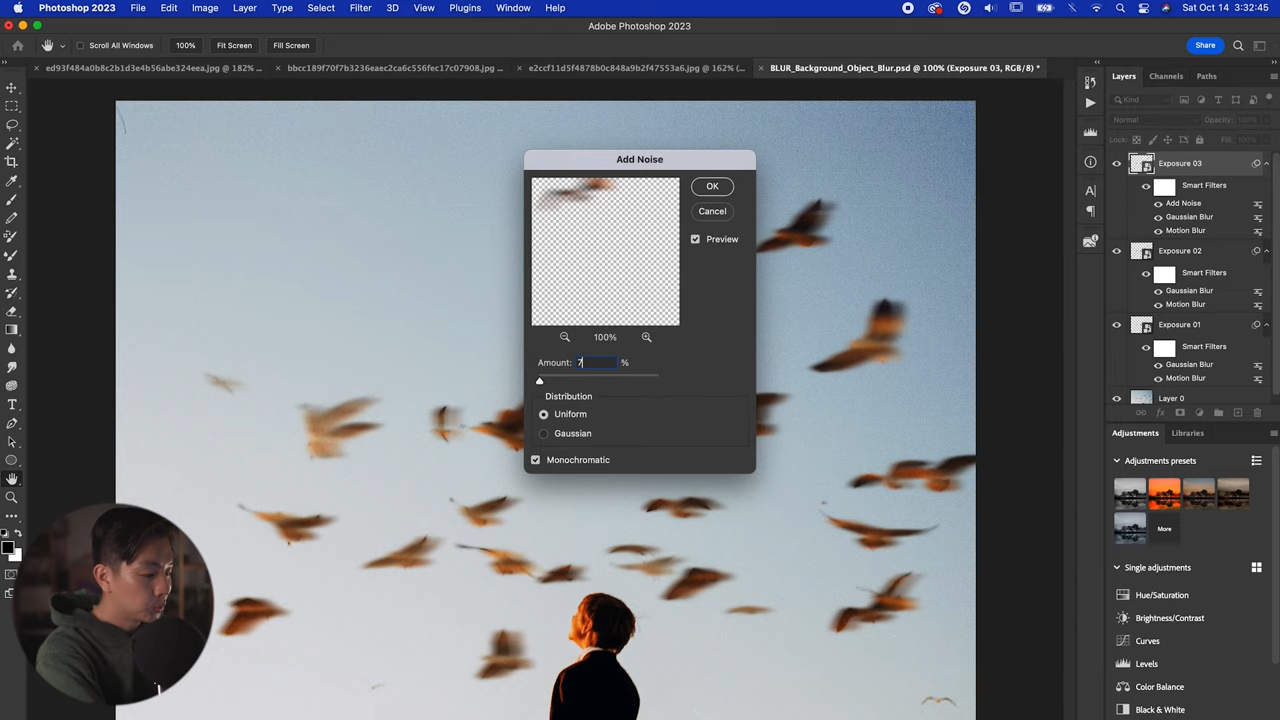 Photoshop 2023 File Edit Image Layer Type Select Filter 3D View Plugins Window Help Sat Oct 14 3:32:45
Adobe Photoshop 2023
Scroll All Windows 100% Fit Screen Fill Screen Share
ed93f484a0b8c2b1d3e4b56abe324eea.jpg @ 182% ... bbcc189f70f7b3236eaec2ca6c556fec17c07908.jpg ... e2ccf11d5f4878b0c848a9b2f47553a6.jpg @ 162% (... BLUR_Background_Object_Blur.psd @ 100% (Exposure 03, RGB/8) *
Layers Channels Paths
Kind
Normal Opacity: 100%
Lock: Fill: 100%
Exposure 03
Smart Filters
Add Noise
Gaussian Blur
Motion Blur
Exposure 02
Smart Filters
Gaussian Blur
Motion Blur
Exposure 01
Smart Filters
Gaussian Blur
Motion Blur
Layer 0
Add Noise
OK
Cancel
Preview
100%
Amount: 7 %
Distribution
Uniform
Gaussian
Monochromatic
Adjustments Libraries
Adjustments presets
More
Single adjustments
Hue/Saturation
Brightness/Contrast
Curves
Levels
Color Balance
Black & White